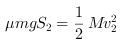 μmgS₂ = 1/2 Mv₂²